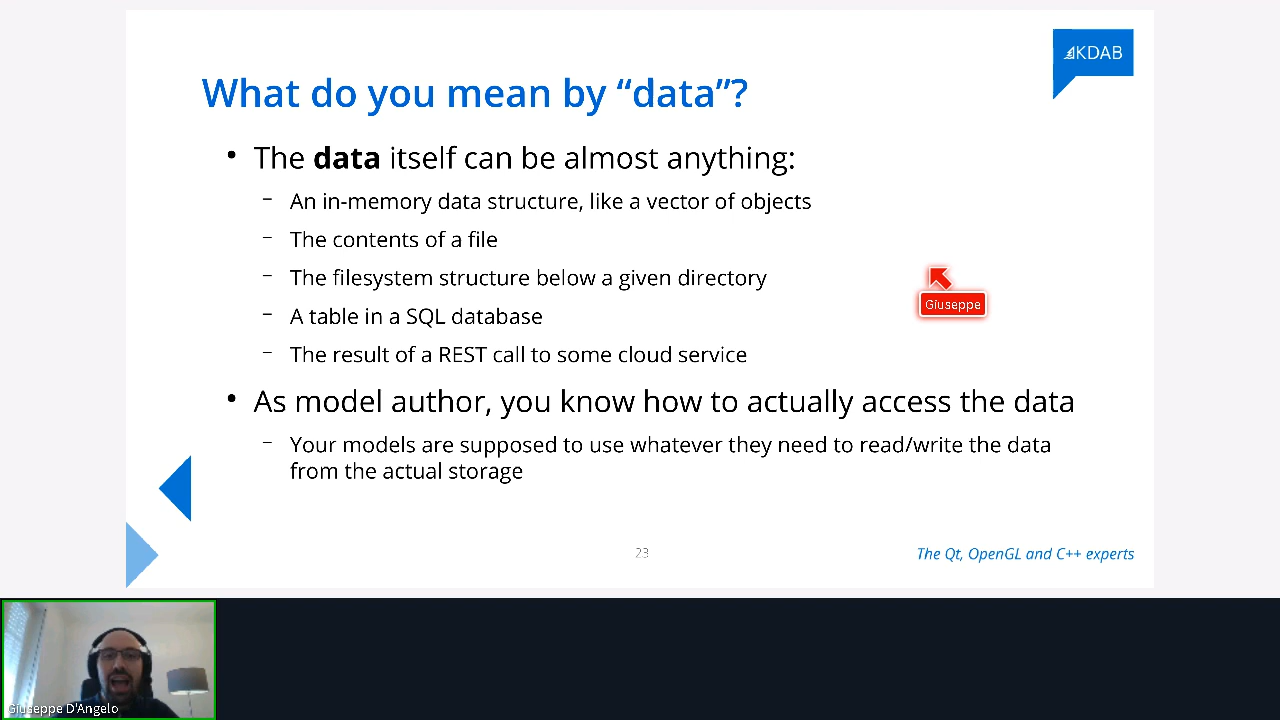 KDAB
What do you mean by “data”?
• The data itself can be almost anything:
– An in-memory data structure, like a vector of objects
– The contents of a file
– The filesystem structure below a given directory
Giuseppe
– A table in a SQL database
– The result of a REST call to some cloud service
• As model author, you know how to actually access the data
– Your models are supposed to use whatever they need to read/write the data
from the actual storage
23
The Qt, OpenGL and C++ experts
Giuseppe D'Angelo